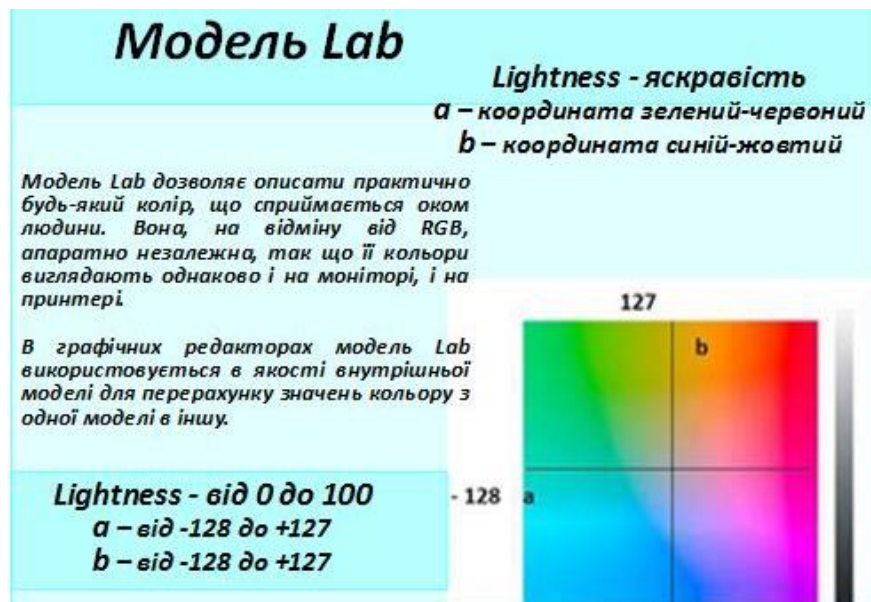 Модель Lab
Lightness - яскравість
a – координата зелений-червоний
b – координата синій-жовтий
Модель Lab дозволяє описати практично
будь-який колір, що сприймається оком
людини. Вона, на відміну від RGB,
апаратно незалежна, так що її кольори
виглядають однаково і на моніторі, і на
принтері.
В графічних редакторах модель Lab
використовується в якості внутрішньої
моделі для перерахунку значень кольору з
одної моделі в іншу.
Lightness - від 0 до 100
a – від -128 до +127
b – від -128 до +127
127
b
- 128 a